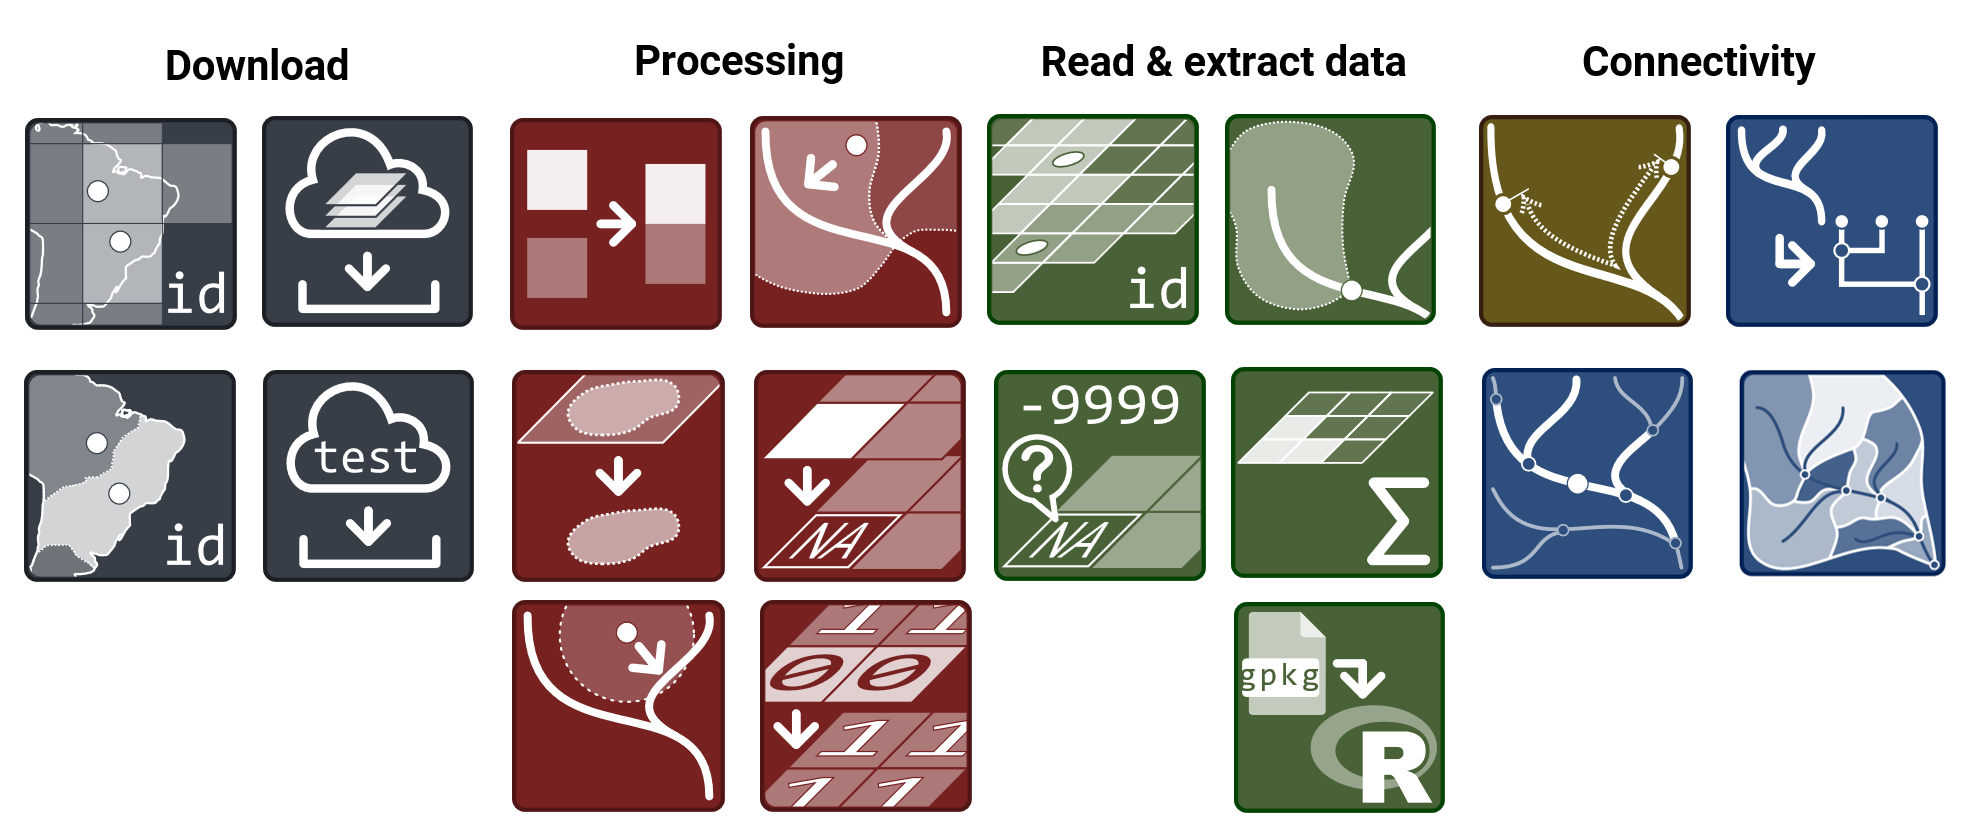 Download
Processing
Read & extract data
Connectivity
id
id
id
test
NA
-9999
?
NA
Σ
1 1
0 0
1 1
1 1
gpkg
R